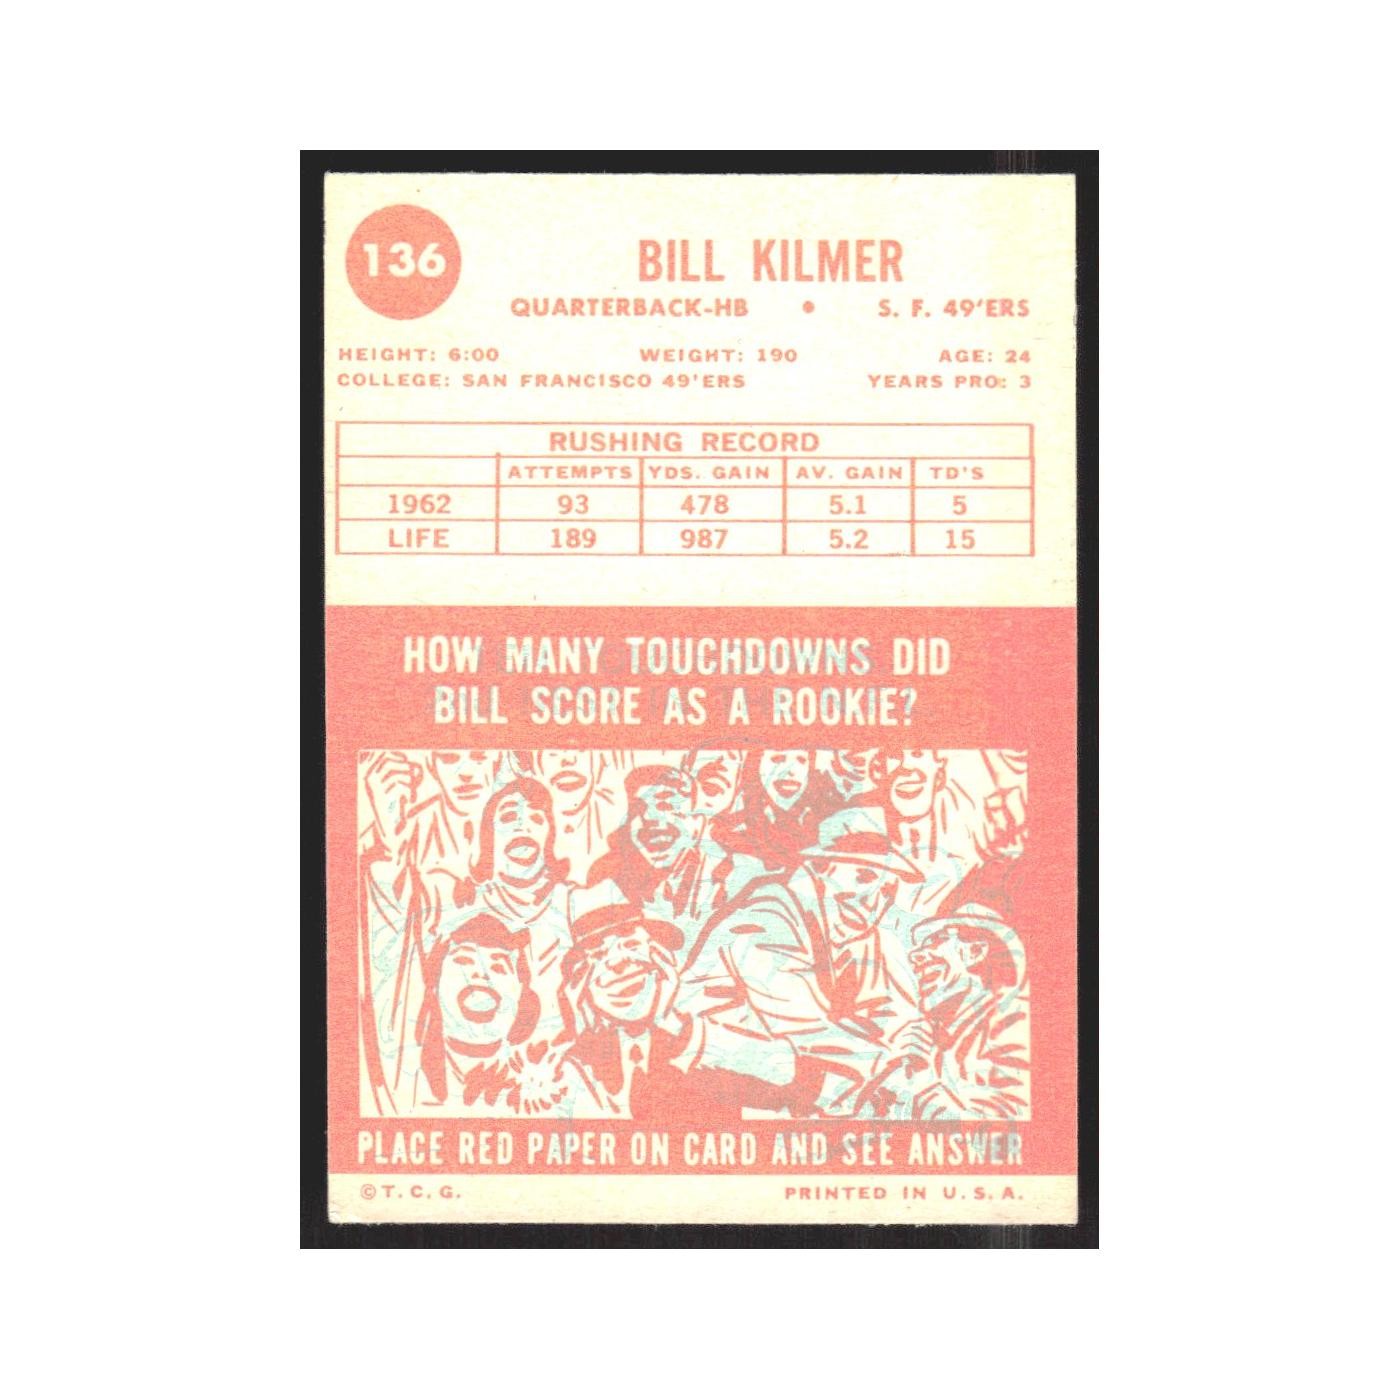 136
BILL KILMER
QUARTERBACK-HB • S. F. 49'ERS
HEIGHT: 6:00 WEIGHT: 190 AGE: 24
COLLEGE: SAN FRANCISCO 49'ERS YEARS PRO: 3
RUSHING RECORD
ATTEMPTS YDS. GAIN AV. GAIN TD'S
1962 93 478 5.1 5
LIFE 189 987 5.2 15
HOW MANY TOUCHDOWNS DID
BILL SCORE AS A ROOKIE?
PLACE RED PAPER ON CARD AND SEE ANSWER
©T. C. G. PRINTED IN U. S. A.